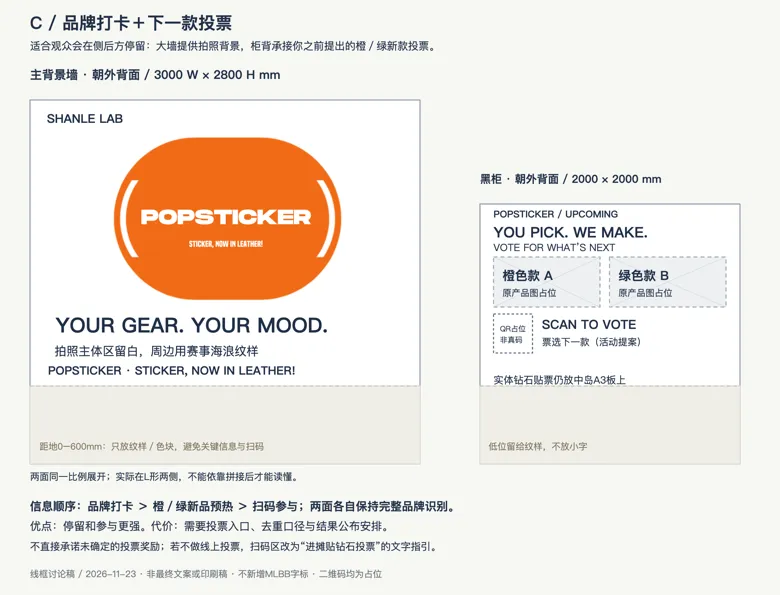 C / 品牌打卡＋下一款投票
适合观众会在侧后方停留：大墙提供拍照背景，柜背承接你之前提出的橙 / 绿新款投票。
主背景墙 · 朝外背面 / 3000 W × 2800 H mm
SHANLE LAB
POPSTICKER
STICKER, NOW IN LEATHER!
YOUR GEAR. YOUR MOOD.
拍照主体区留白，周边用赛事海浪纹样
POPSTICKER · STICKER, NOW IN LEATHER!
距地0—600mm：只放纹样 / 色块，避免关键信息与扫码
黑柜 · 朝外背面 / 2000 × 2000 mm
POPSTICKER / UPCOMING
YOU PICK. WE MAKE.
VOTE FOR WHAT'S NEXT
橙色款 A
原产品图占位
绿色款 B
原产品图占位
QR占位
非真码
SCAN TO VOTE
票选下一款（活动提案）
实体钻石贴票仍放中岛A3板上
低位留给纹样，不放小字
两面同一比例展开；实际在L形两侧，不能依靠拼接后才能读懂。
信息顺序：品牌打卡 > 橙 / 绿新品预热 > 扫码参与；两面各自保持完整品牌识别。
优点：停留和参与更强。代价：需要投票入口、去重口径与结果公布安排。
不直接承诺未确定的投票奖励；若不做线上投票，扫码区改为“进摊贴钻石投票”的文字指引。
线框讨论稿 / 2026-11-23 · 非最终文案或印刷稿 · 不新增MLBB字标 · 二维码均为占位